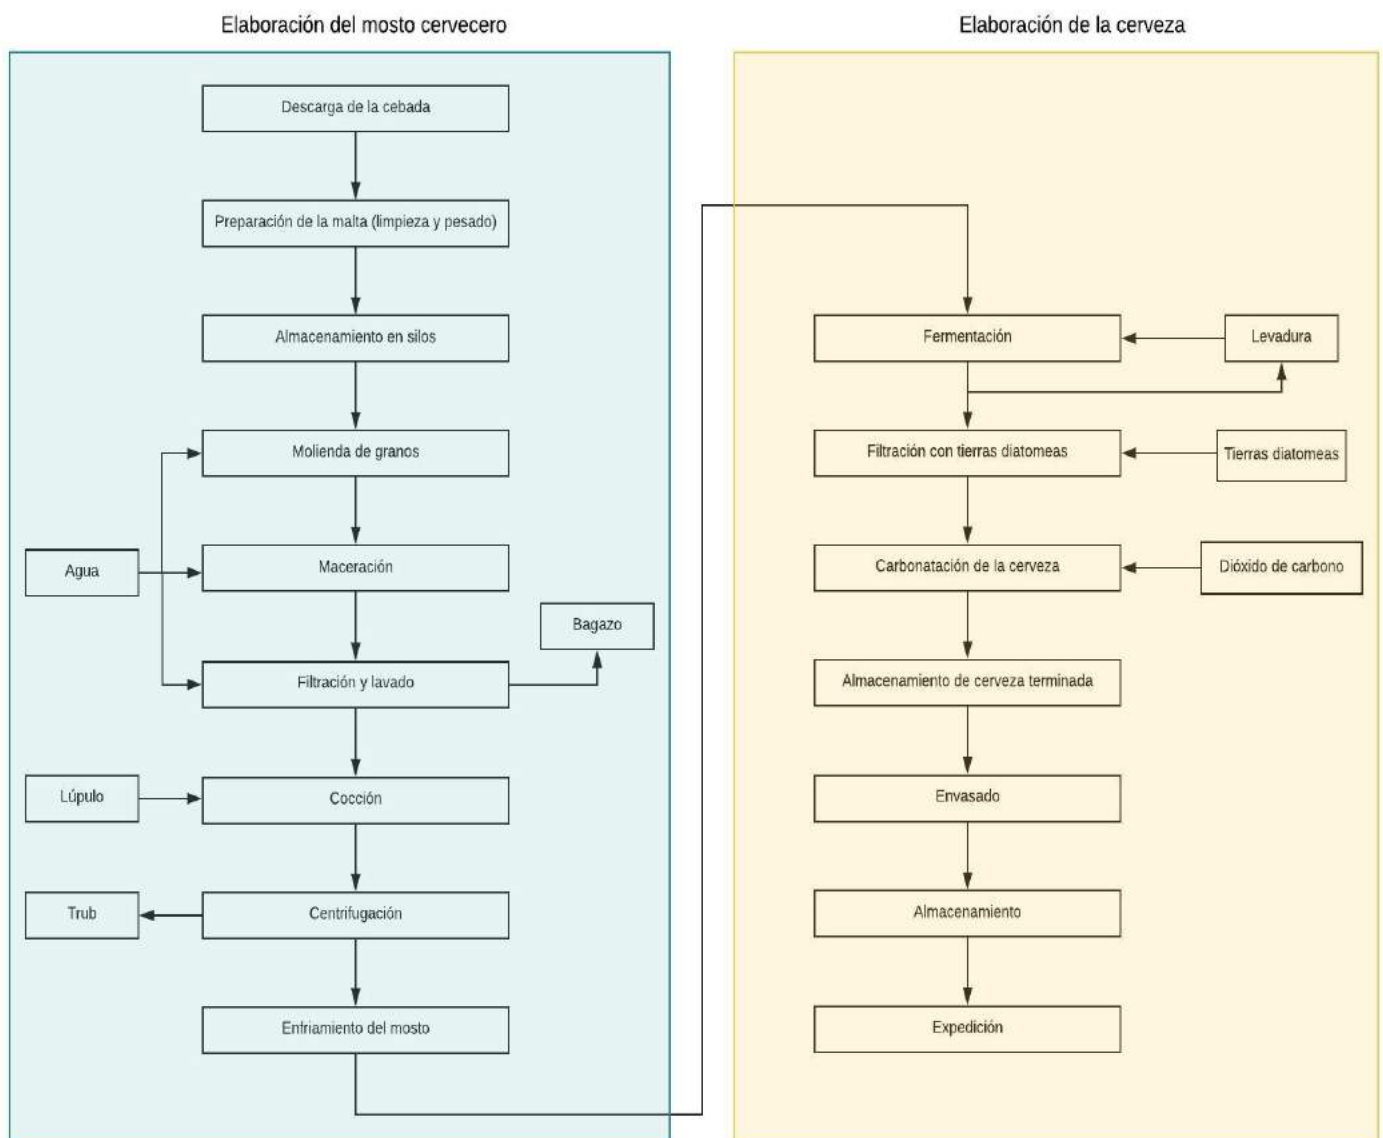 Elaboración del mosto cervecero
Descarga de la cebada
Preparación de la malta (limpieza y pesado)
Almacenamiento en silos
Molienda de granos
Agua
Maceración
Bagazo
Filtración y lavado
Lúpulo
Cocción
Trub
Centrifugación
Enfriamiento del mosto
Elaboración de la cerveza
Fermentación
Levadura
Filtración con tierras diatomeas
Tierras diatomeas
Carbonatación de la cerveza
Dióxido de carbono
Almacenamiento de cerveza terminada
Envasado
Almacenamiento
Expedición